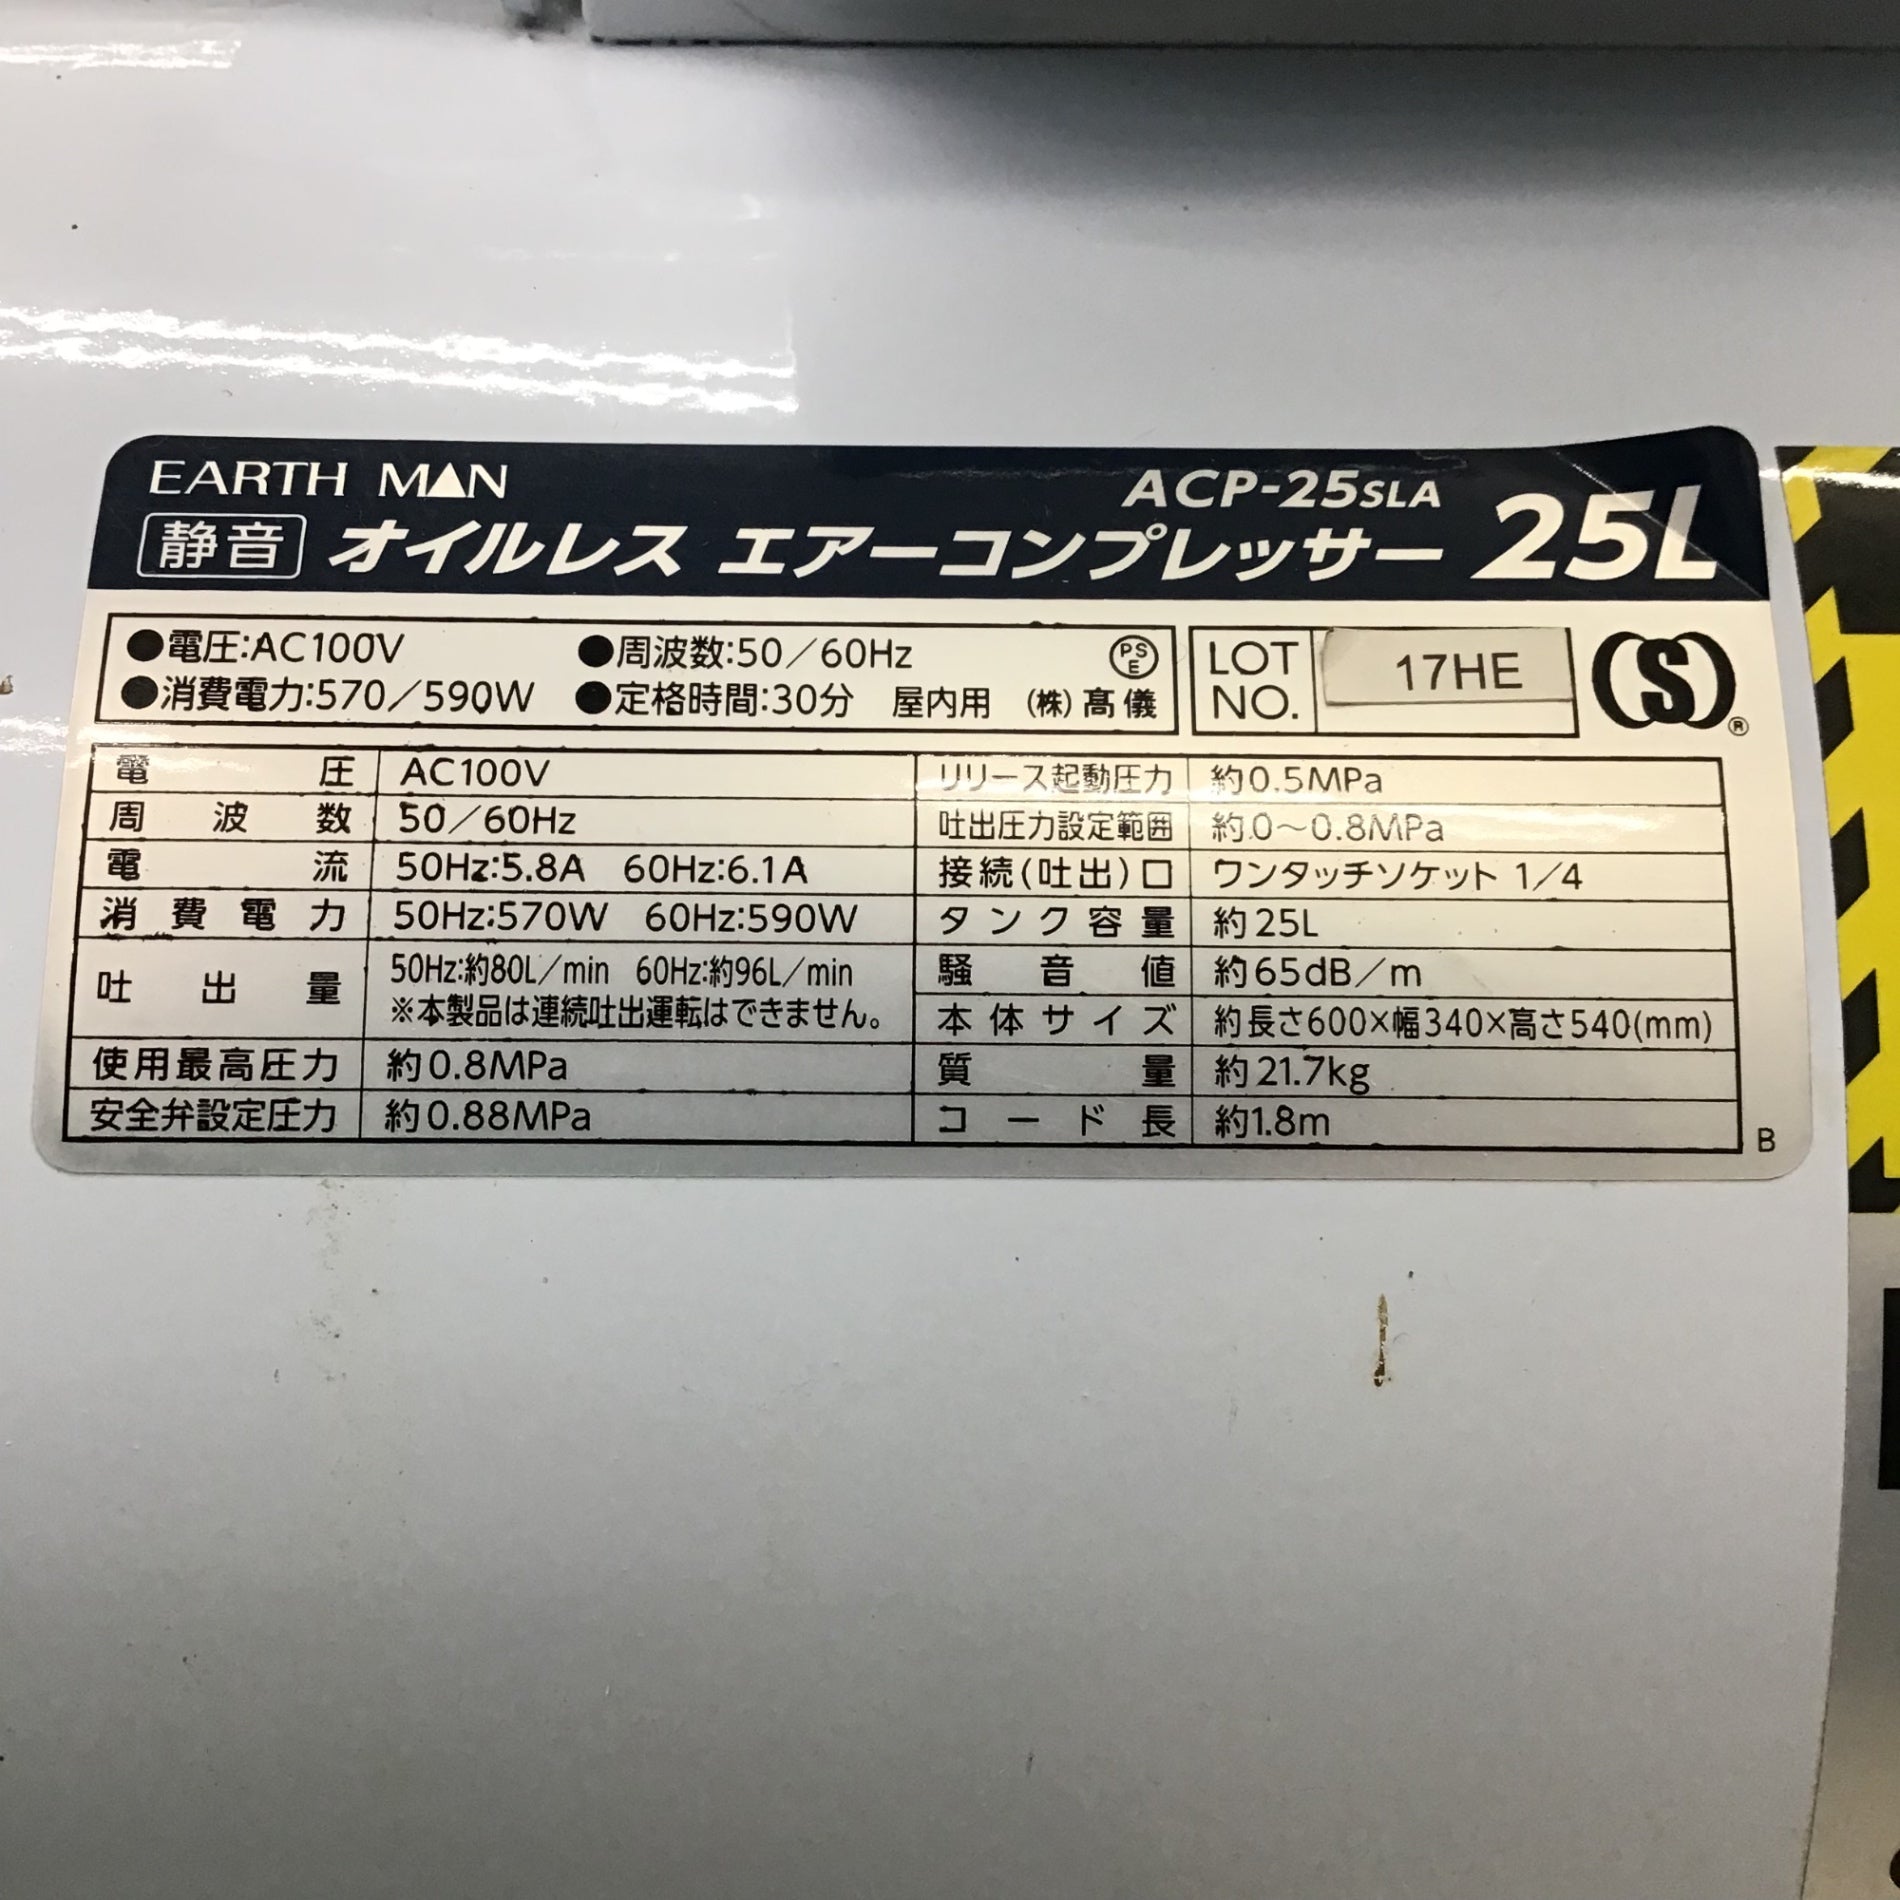 EARTH MAN
ACP-25SLA
静音 オイルレス エアーコンプレッサー 25L
●電圧:AC100V ●周波数:50/60Hz PSE
●消費電力:570/590W ●定格時間:30分 屋内用 (株)髙儀
LOT NO. 17HE
S ®
電圧 AC100V
周波数 50/60Hz
電流 50Hz:5.8A 60Hz:6.1A
消費電力 50Hz:570W 60Hz:590W
吐出量 50Hz:約80L/min 60Hz:約96L/min
※本製品は連続吐出運転はできません。
使用最高圧力 約0.8MPa
安全弁設定圧力 約0.88MPa
リリース起動圧力 約0.5MPa
吐出圧力設定範囲 約0〜0.8MPa
接続(吐出)口 ワンタッチソケット 1/4
タンク容量 約25L
騒音値 約65dB/m
本体サイズ 約長さ600×幅340×高さ540(mm)
質量 約21.7kg
コード長 約1.8m
B